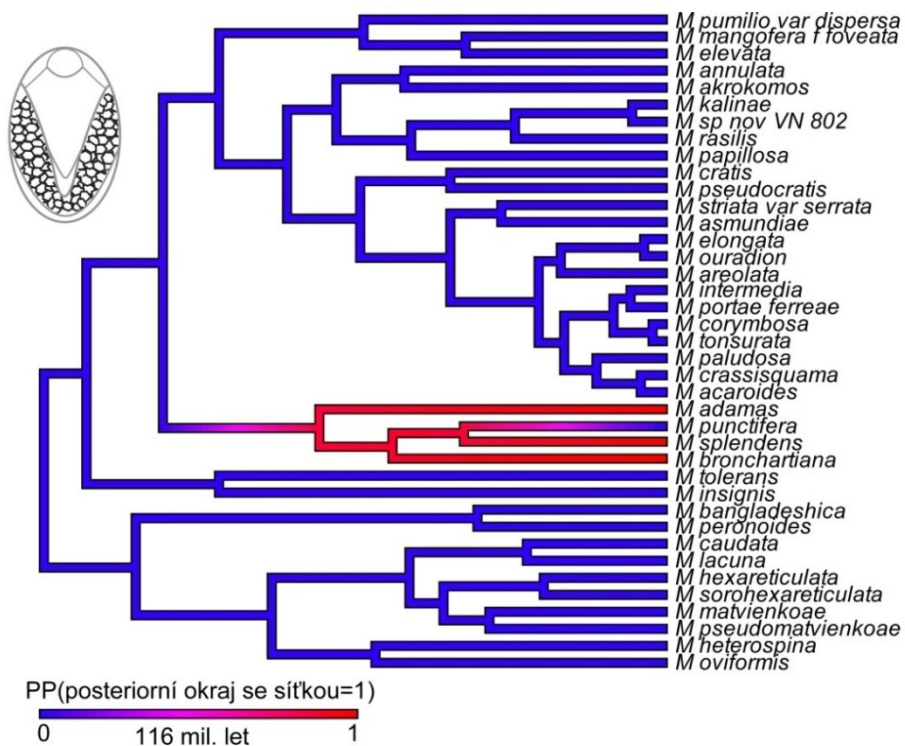 M pumilio var dispersa
M mangofera f foveata
M elevata
M annulata
M akrokomos
M kalinae
M sp nov VN 802
M rasilis
M papillosa
M cratis
M pseudocratis
M striata var serrata
M asmundiae
M elongata
M ouradion
M areolata
M intermedia
M portae ferreae
M corymbosa
M tonsurata
M paludosa
M crassisquama
M acaroides
M adamas
M punctifera
M splendens
M bronchartiana
M tolerans
M insignis
M bangladeshica
M peronoides
M caudata
M lacuna
M hexareticulata
M sorohexareticulata
M matvienkoae
M pseudomatvienkoae
M heterospina
M oviformis
PP(posteriorní okraj se síťkou=1)
0 116 mil. let 1